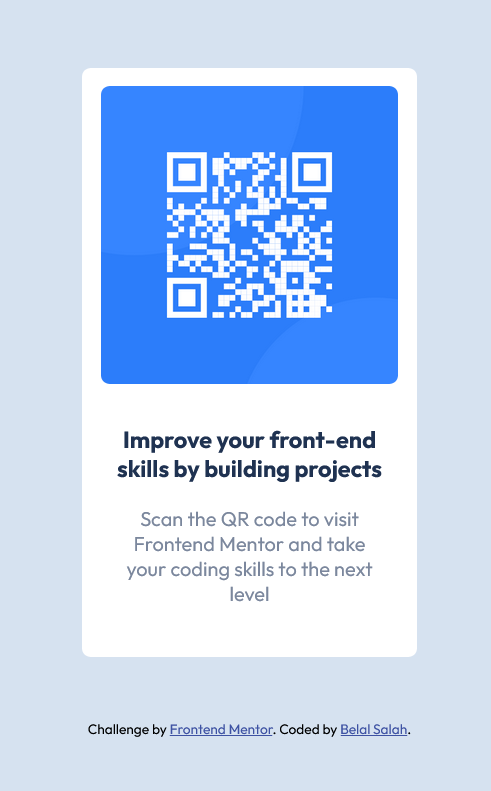 Improve your front-end
skills by building projects
Scan the QR code to visit
Frontend Mentor and take
your coding skills to the next
level
Challenge by Frontend Mentor. Coded by Belal Salah.